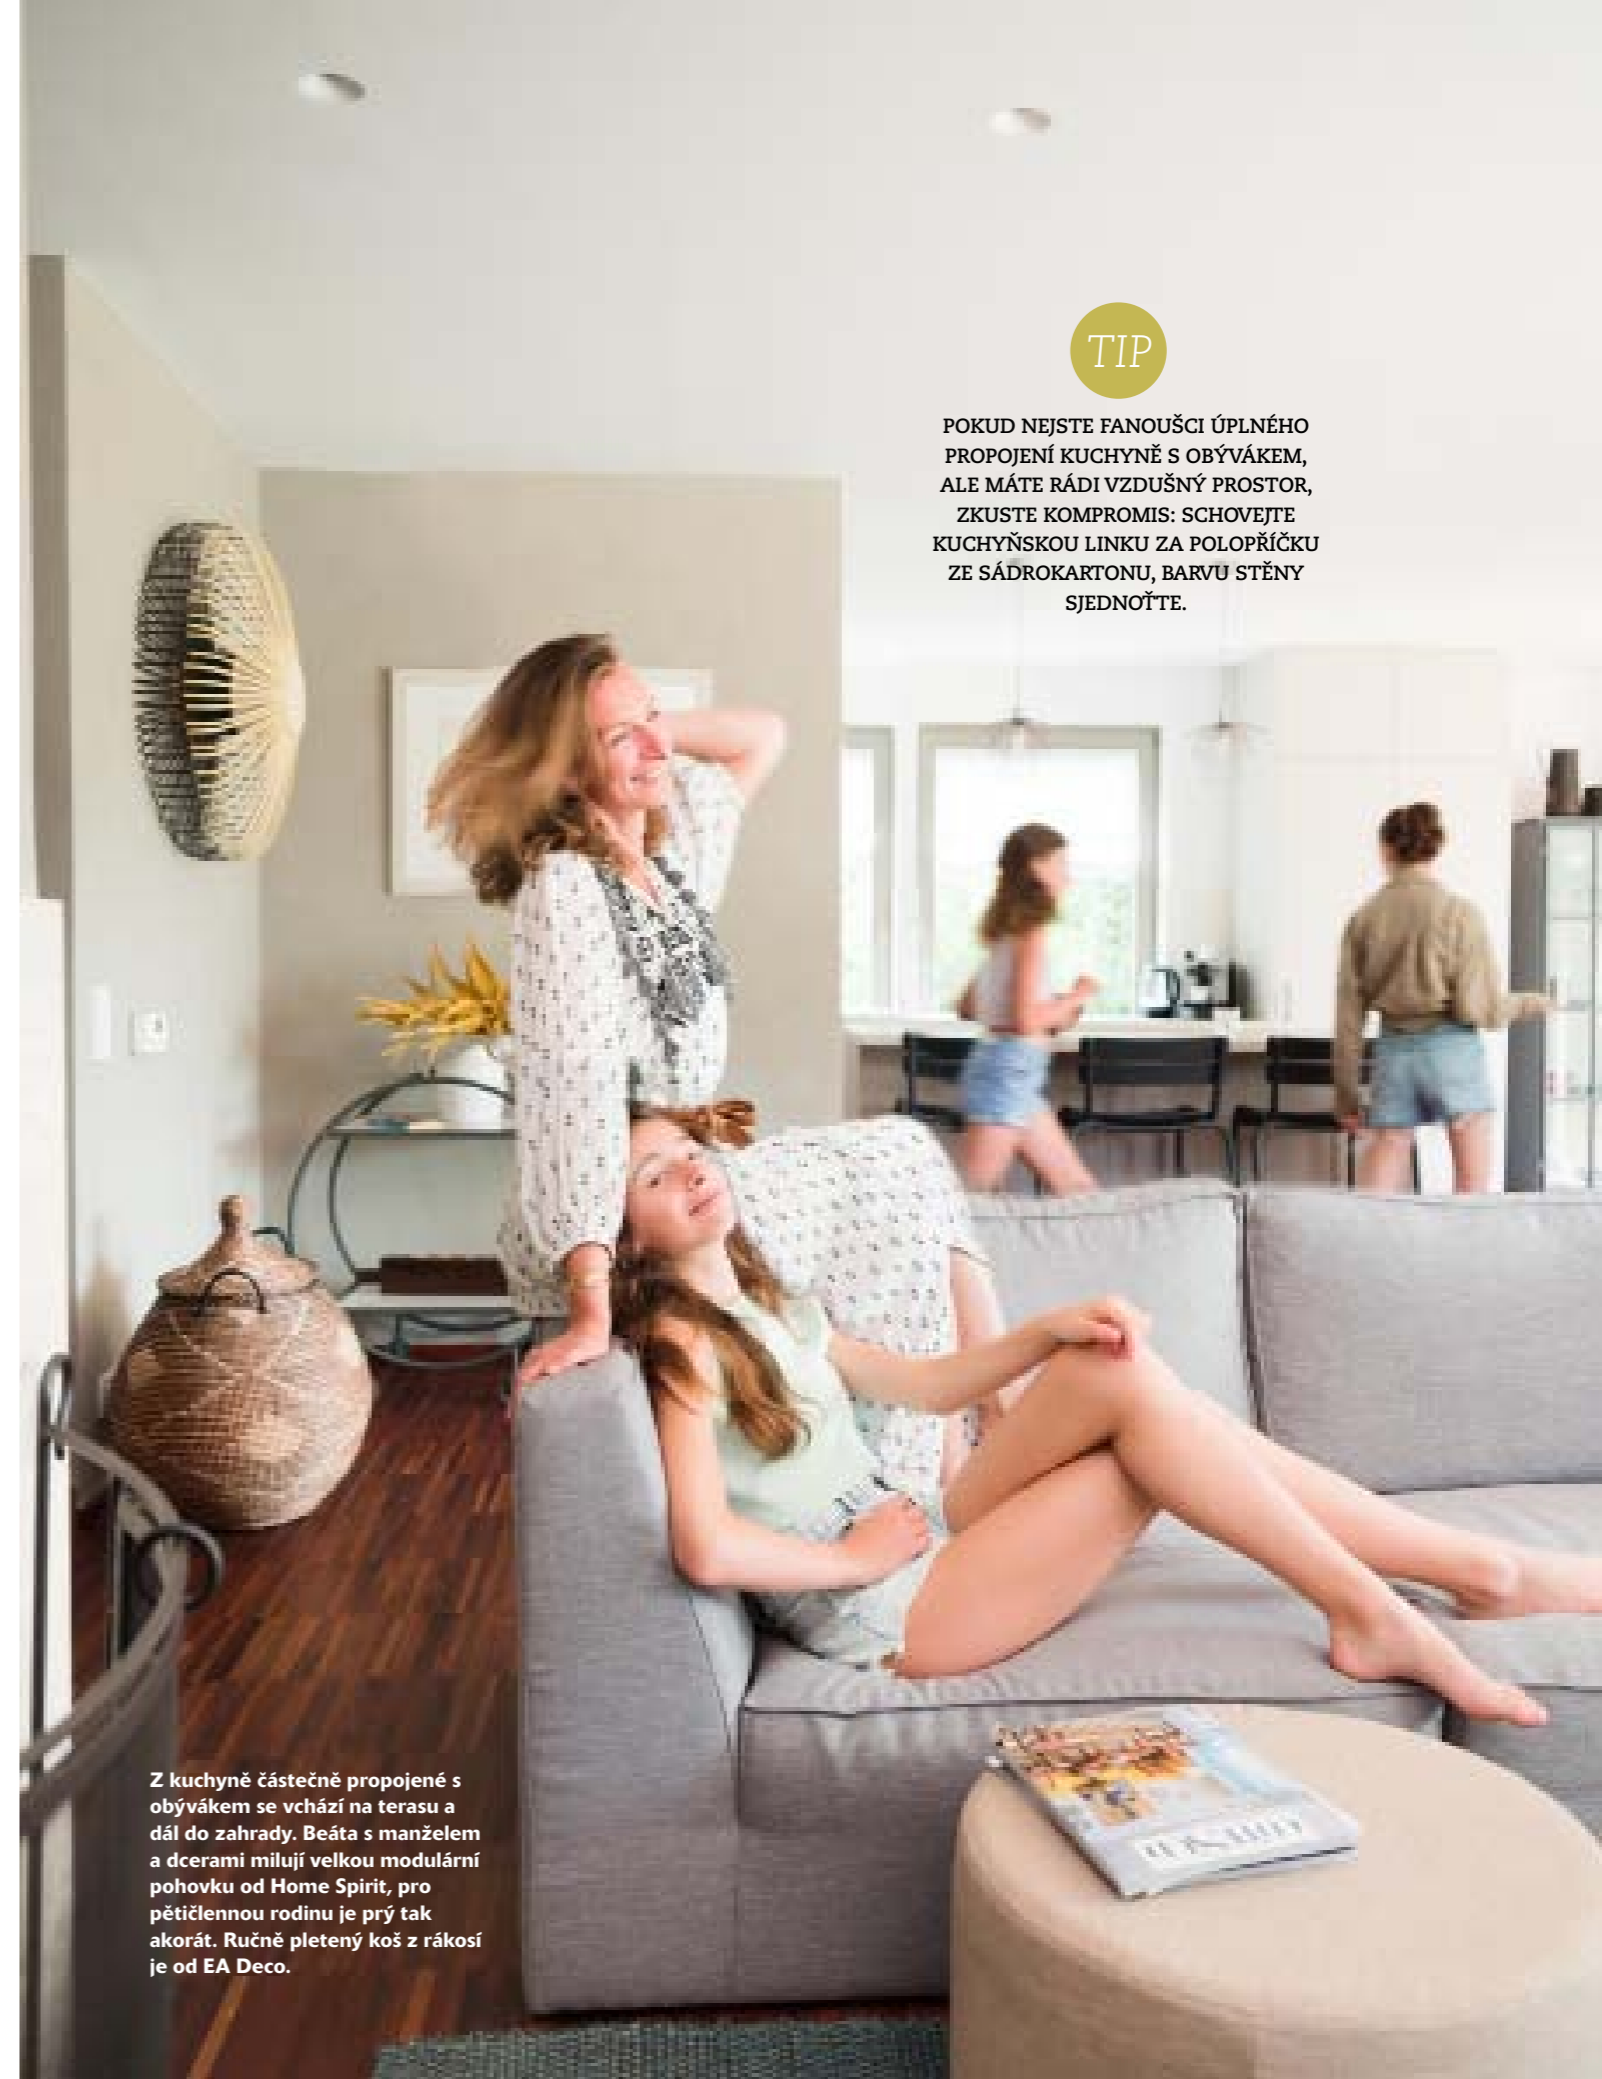 TIP
POKUD NEJSTE FANOUŠCI ÚPLNÉHO
PROPOJENÍ KUCHYNĚ S OBÝVÁKEM,
ALE MÁTE RÁDI VZDUŠNÝ PROSTOR,
ZKUSTE KOMPROMIS: SCHOVEJTE
KUCHYŇSKOU LINKU ZA POLOPŘÍČKU
ZE SÁDROKARTONU, BARVU STĚNY
SJEDNOŤTE.
Z kuchyně částečně propojené s
obývákem se vchází na terasu a
dál do zahrady. Beáta s manželem
a dcerami milují velkou modulární
pohovku od Home Spirit, pro
pětičlennou rodinu je prý tak
akorát. Ručně pletený koš z rákosí
je od EA Deco.